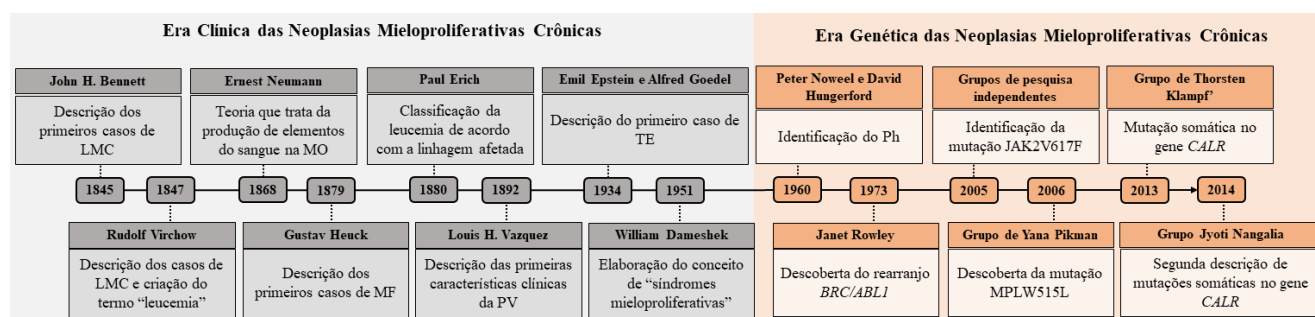 Era Clínica das Neoplasias Mieloproliferativas Crônicas
Era Genética das Neoplasias Mieloproliferativas Crônicas
John H. Bennett
Descrição dos
primeiros casos de
LMC
Ernest Neumann
Teoria que trata da
produção de elementos
do sangue na MO
Paul Erich
Classificação da
leucemia de acordo
com a linhagem afetada
Emil Epstein e Alfred Goedel
Descrição do primeiro caso de
TE
Peter Noweel e David
Hungerford
Identificação do Ph
Grupos de pesquisa
independentes
Identificação da
mutação JAK2V617F
Grupo de Thorsten
Klampf’
Mutação somática no
gene CALR
1845 1847 1868 1879 1880 1892 1934 1951 1960 1973 2005 2006 2013 2014
Rudolf Virchow
Descrição dos casos de
LMC e criação do
termo “leucemia”
Gustav Heuck
Descrição dos
primeiros casos de MF
Louis H. Vazquez
Descrição das primeiras
características clínicas
da PV
William Dameshek
Elaboração do conceito
de “síndromes
mieloproliferativas”
Janet Rowley
Descoberta do rearranjo
BRC/ABL1
Grupo de Yana Pikman
Descoberta da mutação
MPLW515L
Grupo Jyoti Nangalia
Segunda descrição de
mutações somáticas no gene
CALR